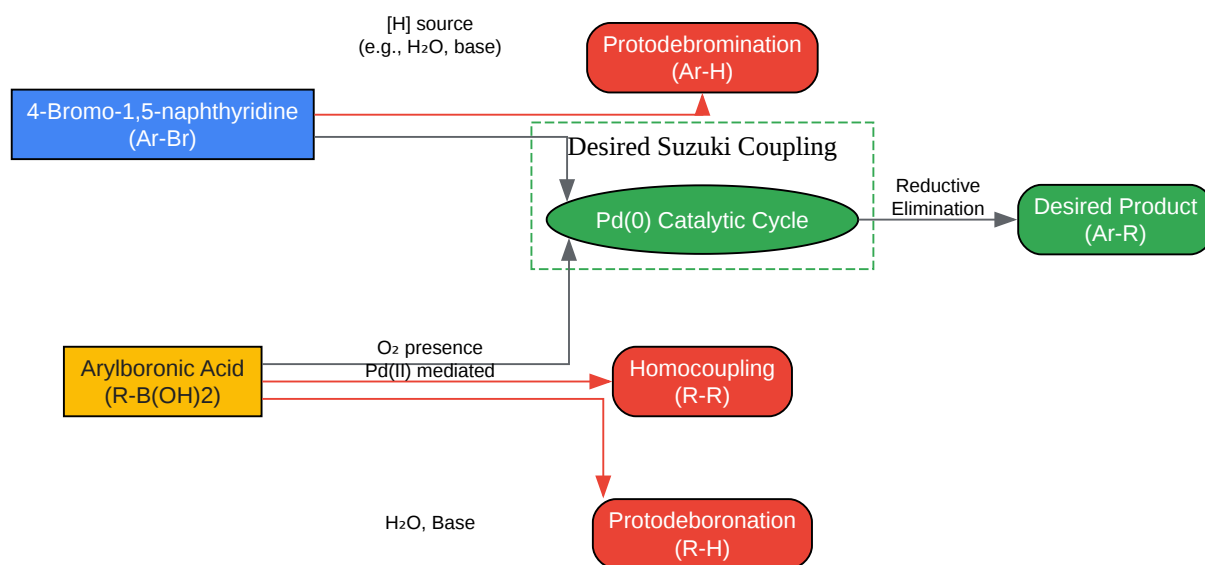 [H] source
(e.g., H₂O, base)
Protodebromination
(Ar-H)
4-Bromo-1,5-naphthyridine
(Ar-Br)
Desired Suzuki Coupling
Pd(0) Catalytic Cycle
Reductive
Elimination
Desired Product
(Ar-R)
Arylboronic Acid
(R-B(OH)2)
O₂ presence
Pd(II) mediated
Homocoupling
(R-R)
H₂O, Base
Protodeboronation
(R-H)